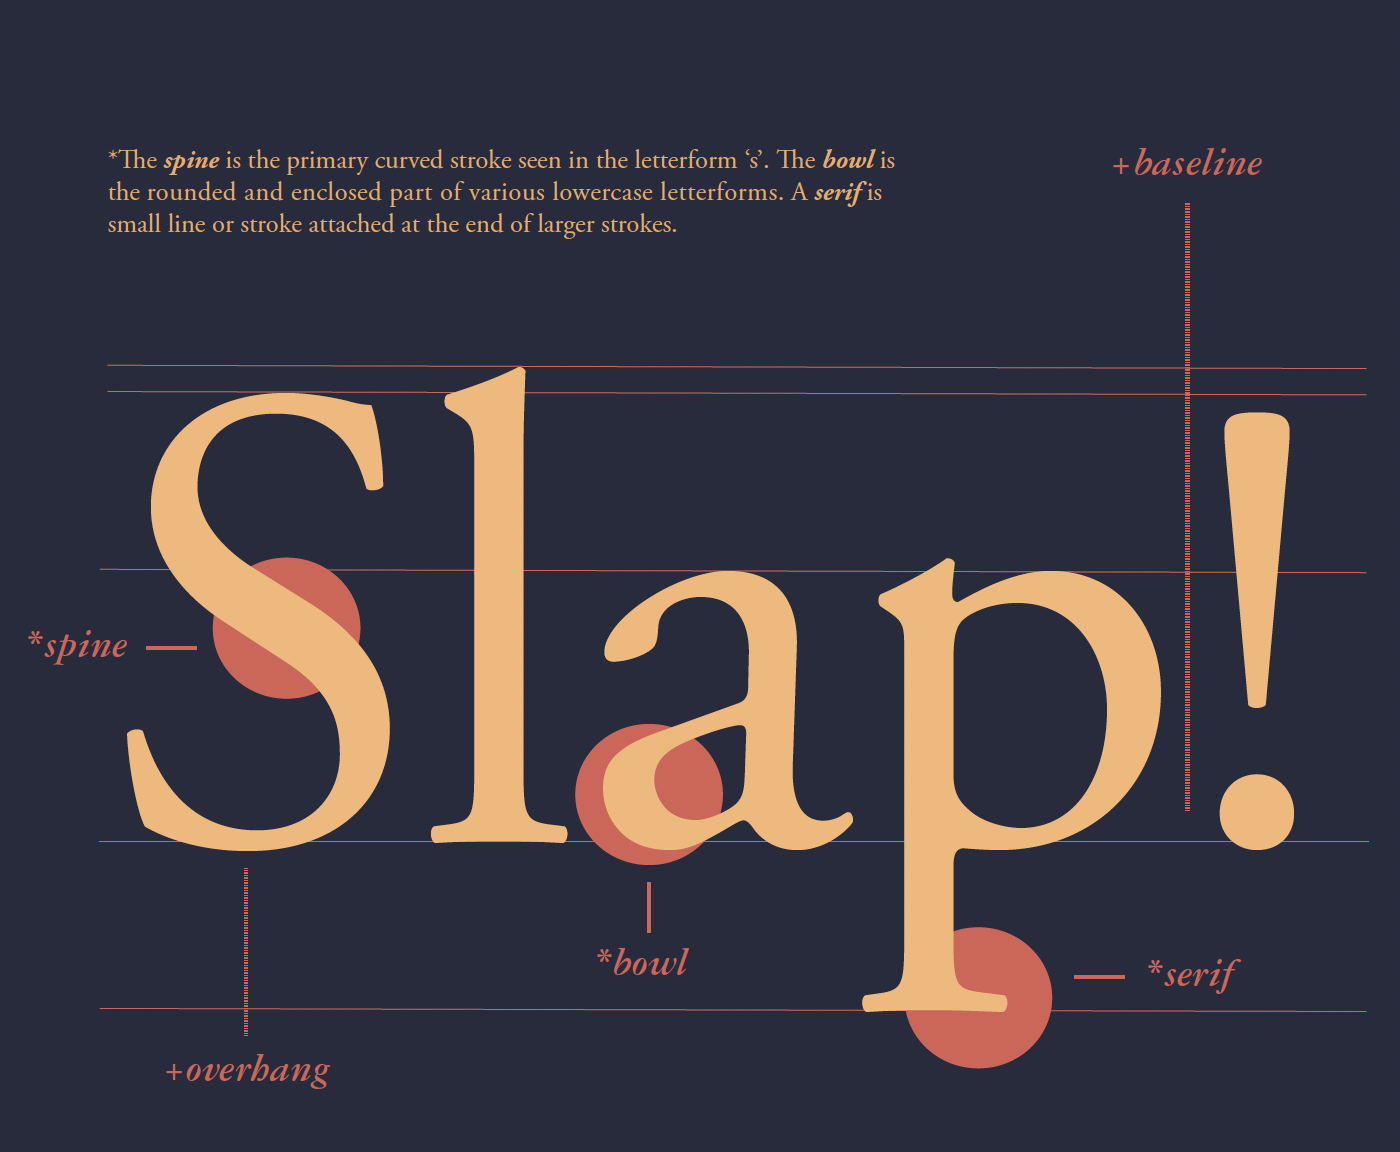 *The spine is the primary curved stroke seen in the letterform ‘s’. The bowl is
the rounded and enclosed part of various lowercase letterforms. A serif is
small line or stroke attached at the end of larger strokes.
+baseline
Slap!
*spine
*bowl
*serif
+overhang